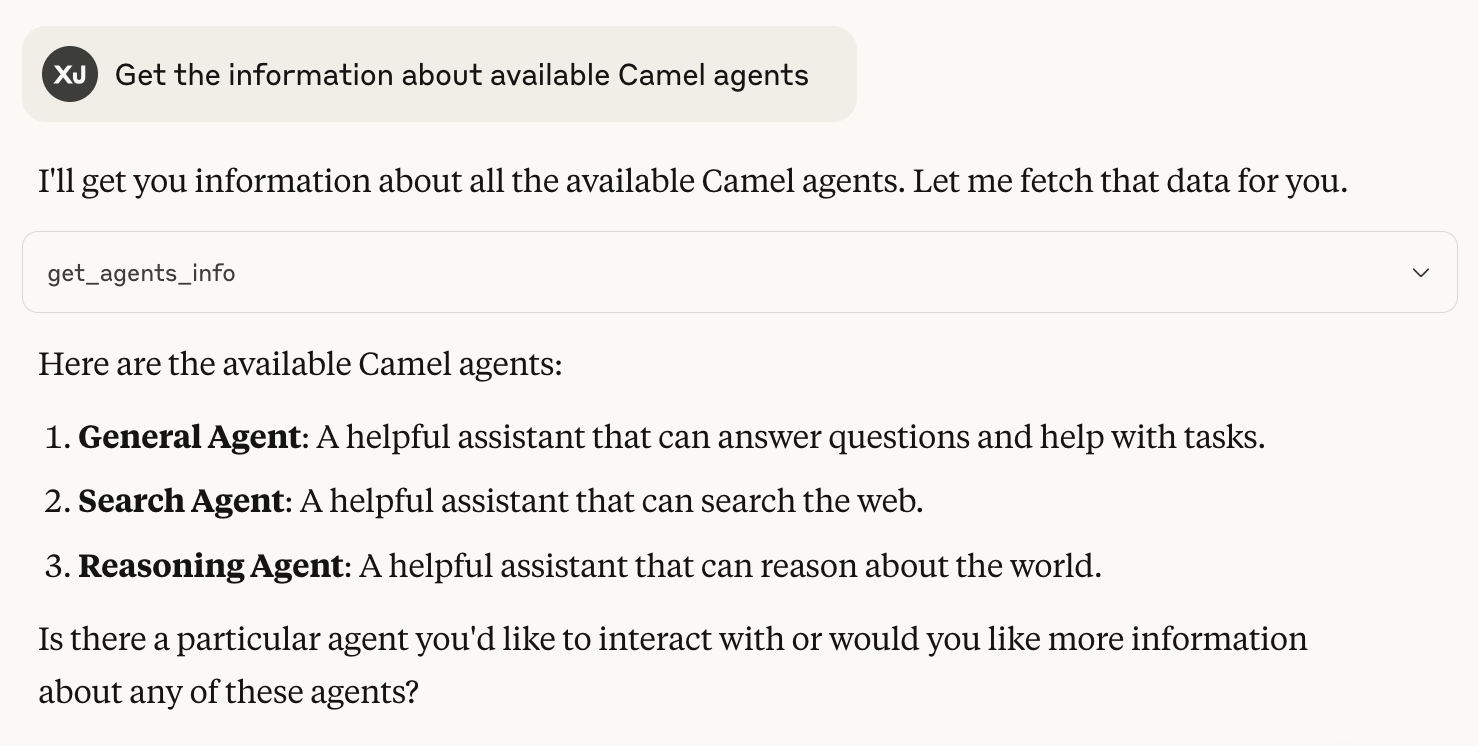 XJ Get the information about available Camel agents
I'll get you information about all the available Camel agents. Let me fetch that data for you.
get_agents_info
Here are the available Camel agents:
1. General Agent: A helpful assistant that can answer questions and help with tasks.
2. Search Agent: A helpful assistant that can search the web.
3. Reasoning Agent: A helpful assistant that can reason about the world.
Is there a particular agent you'd like to interact with or would you like more information
about any of these agents?